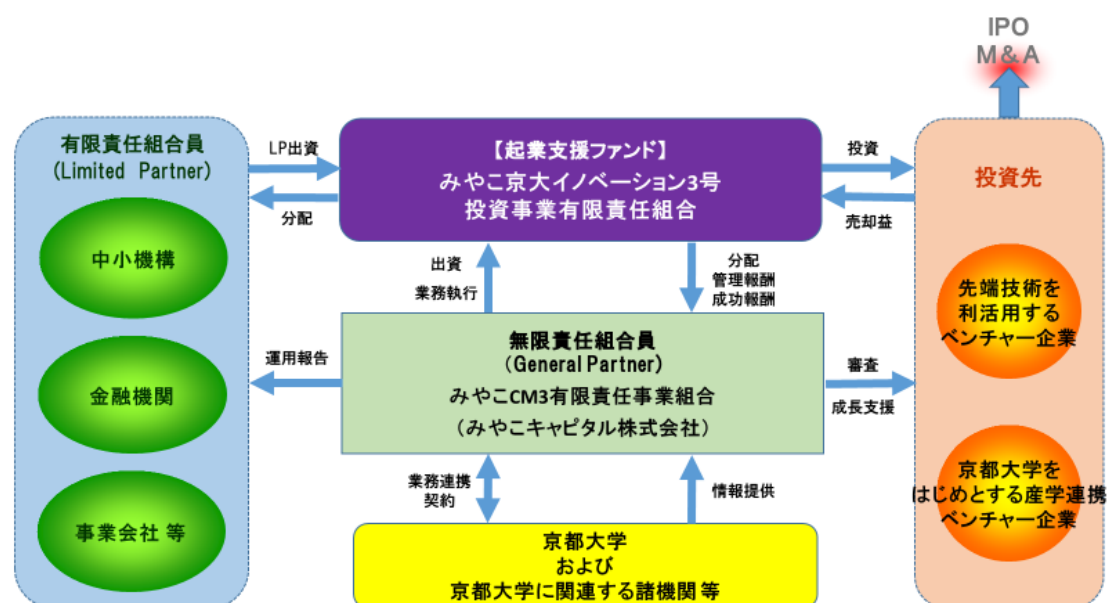 IPO
M&A
有限責任組合員
(Limited Partner)
中小機構
金融機関
事業会社 等
LP出資
分配
【起業支援ファンド】
みやこ京大イノベーション3号
投資事業有限責任組合
投資
売却益
出資
業務執行
分配
管理報酬
成功報酬
運用報告
無限責任組合員
(General Partner)
みやこCM3有限責任事業組合
(みやこキャピタル株式会社)
審査
成長支援
業務連携
契約
情報提供
京都大学
および
京都大学に関連する諸機関 等
投資先
先端技術を
利活用する
ベンチャー企業
京都大学を
はじめとする産学連携
ベンチャー企業